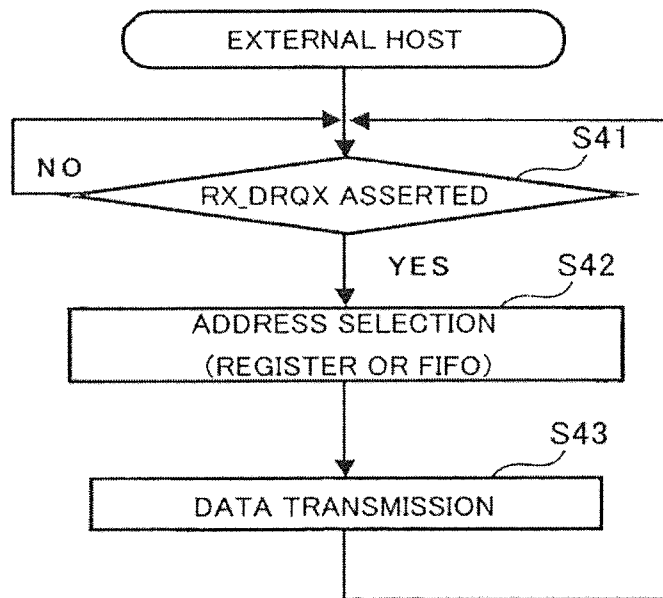 EXTERNAL HOST
S41
NO
RX_DRQX ASSERTED
YES
S42
ADDRESS SELECTION
(REGISTER OR FIFO)
S43
DATA TRANSMISSION